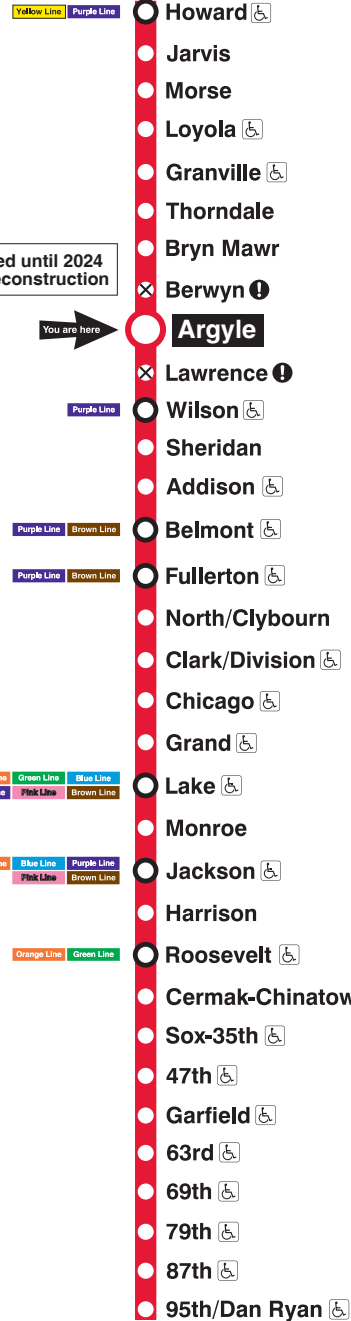 Yellow Line Purple Line Howard
Jarvis
Morse
Loyola
Granville
Thorndale
Bryn Mawr
until 2024
Berwyn
You are here Argyle
Lawrence
Purple Line Wilson
Sheridan
Addison
Purple Line Brown Line Belmont
Purple Line Brown Line Fullerton
North/Clybourn
Clark/Division
Chicago
Grand
Green Line Blue Line
Pink Line Brown Line
Lake
Monroe
Blue Line Purple Line
Pink Line Brown Line
Jackson
Harrison
Orange Line Green Line Roosevelt
Sox-35th
47th
Garfield
63rd
69th
79th
87th
95th/Dan Ryan